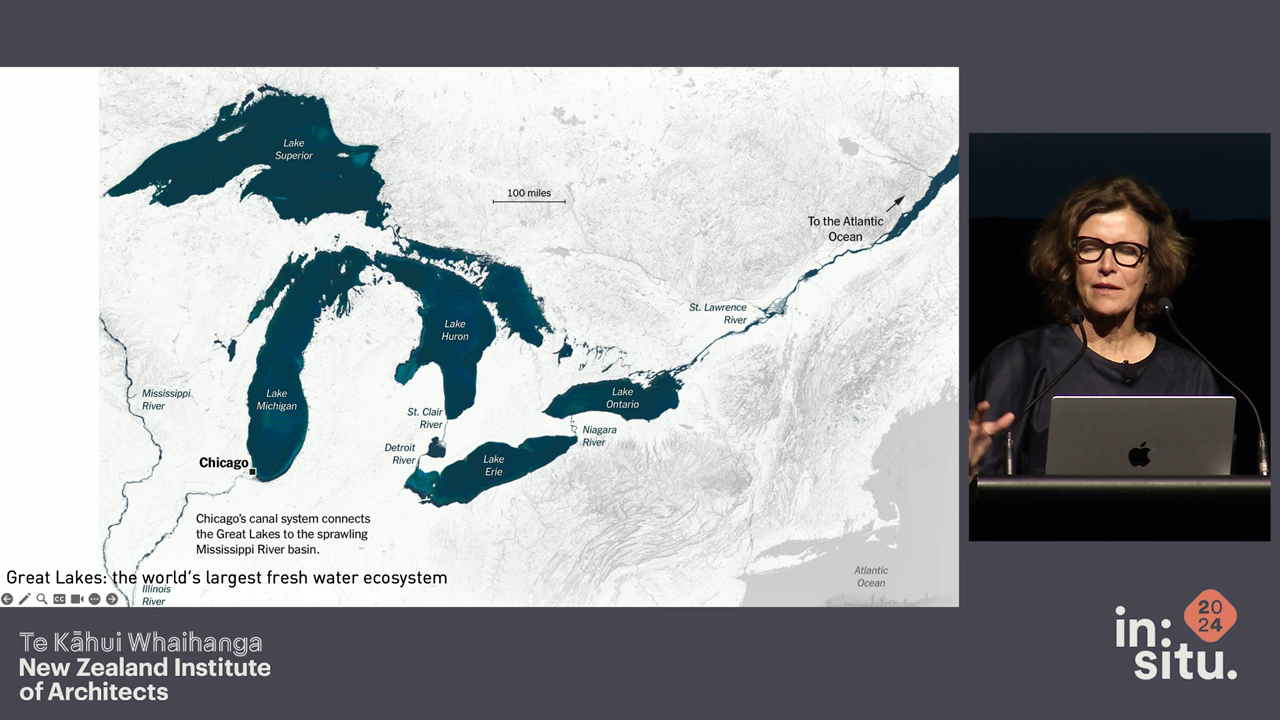 Lake
Superior
100 miles
To the Atlantic
Ocean
St. Lawrence
River
Lake
Huron
Mississippi
River
Lake
Michigan
Lake
Ontario
St. Clair
River
Niagara
River
Detroit
River
Lake
Erie
Chicago
Chicago's canal system connects
the Great Lakes to the sprawling
Mississippi River basin.
Great Lakes: the world's largest fresh water ecosystem
Illinois
River
Atlantic
Ocean
CC
Te Kāhui Whaihanga
New Zealand Institute
of Architects
in:
situ.
20
24